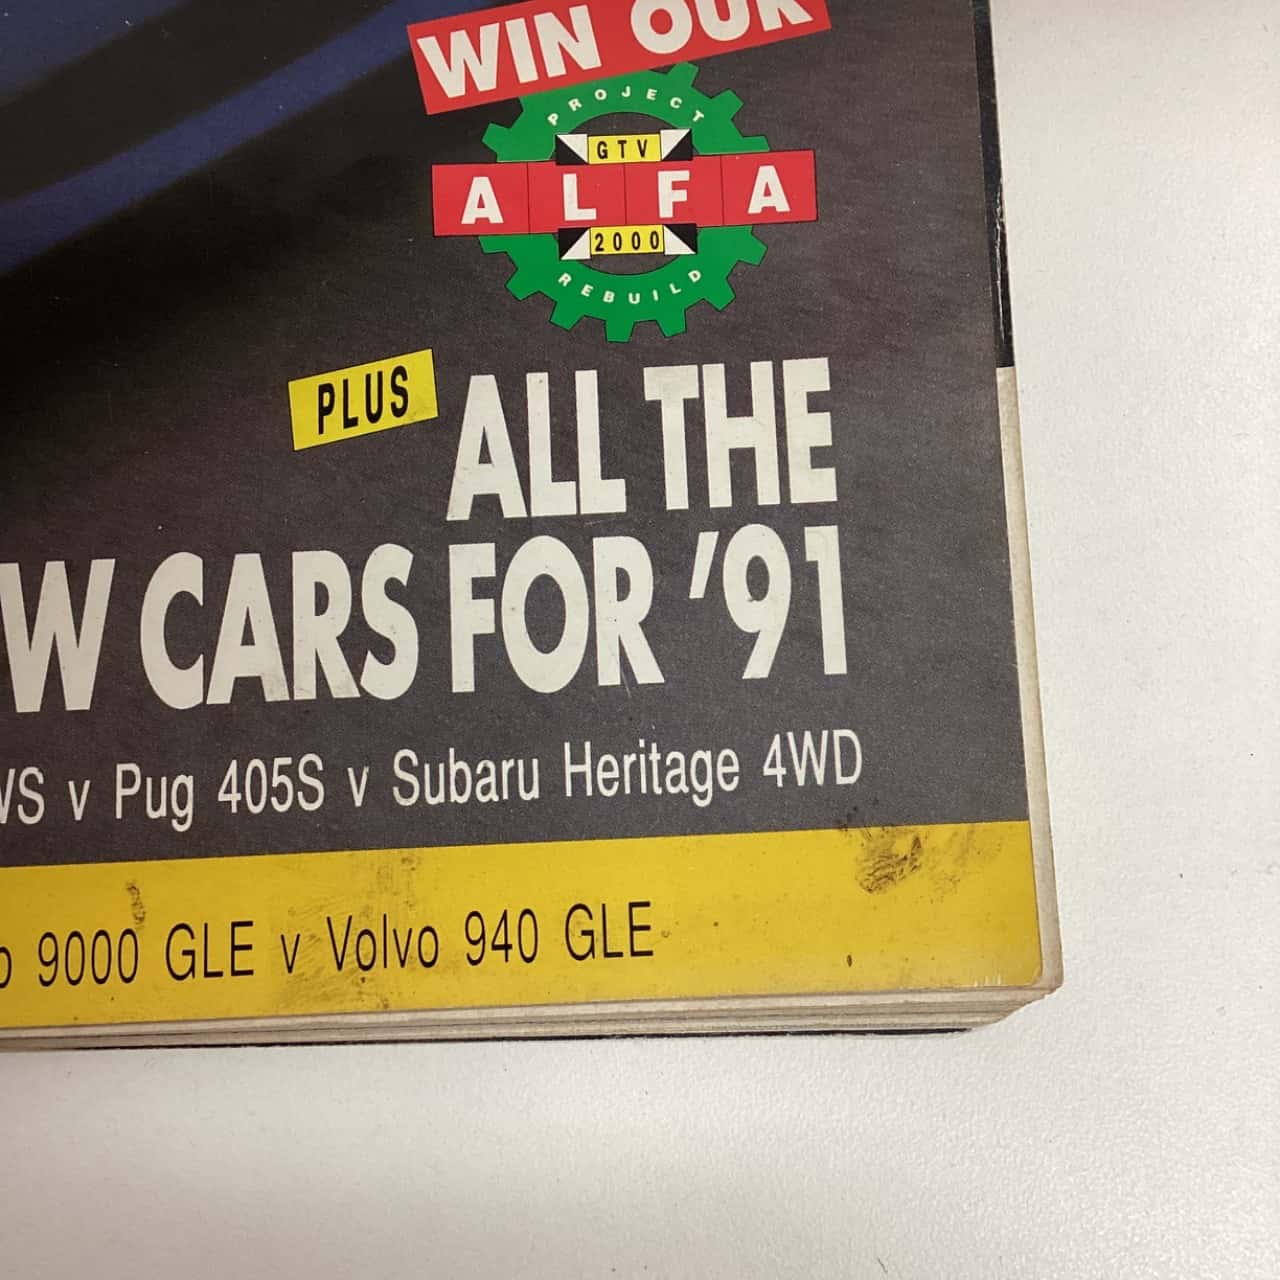 WIN OUR
PROJECT
GTV
ALFA
2000
REBUILD
PLUS
ALL THE
W CARS FOR '91
VS v Pug 405S v Subaru Heritage 4WD
9000 GLE v Volvo 940 GLE